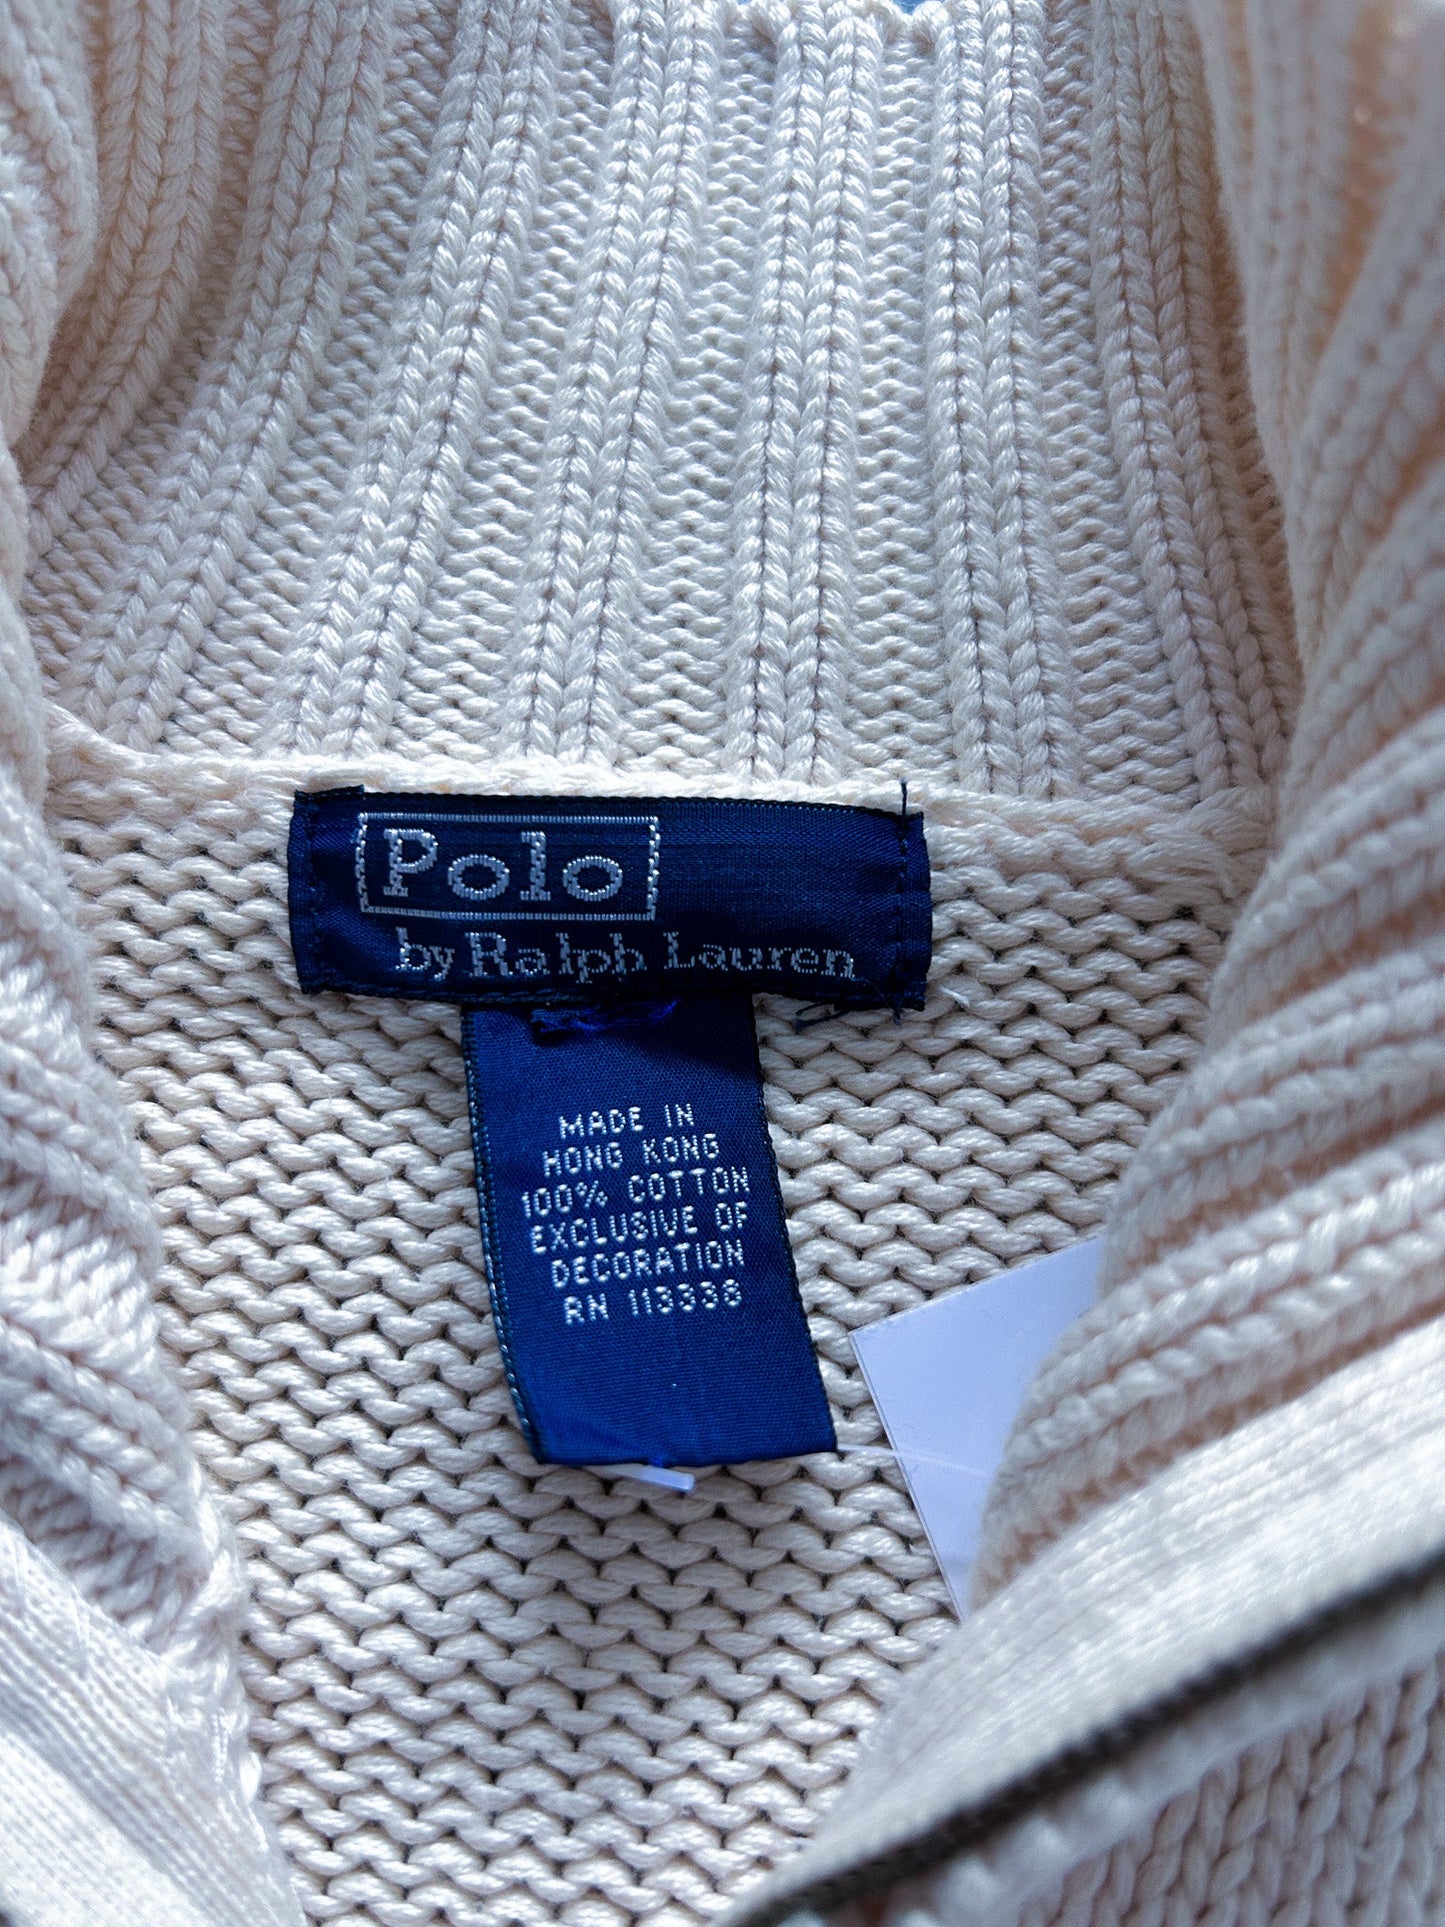 Polo
by Ralph Lauren
MADE IN
HONG KONG
100% COTTON
EXCLUSIVE OF
DECORATION
RN 113338